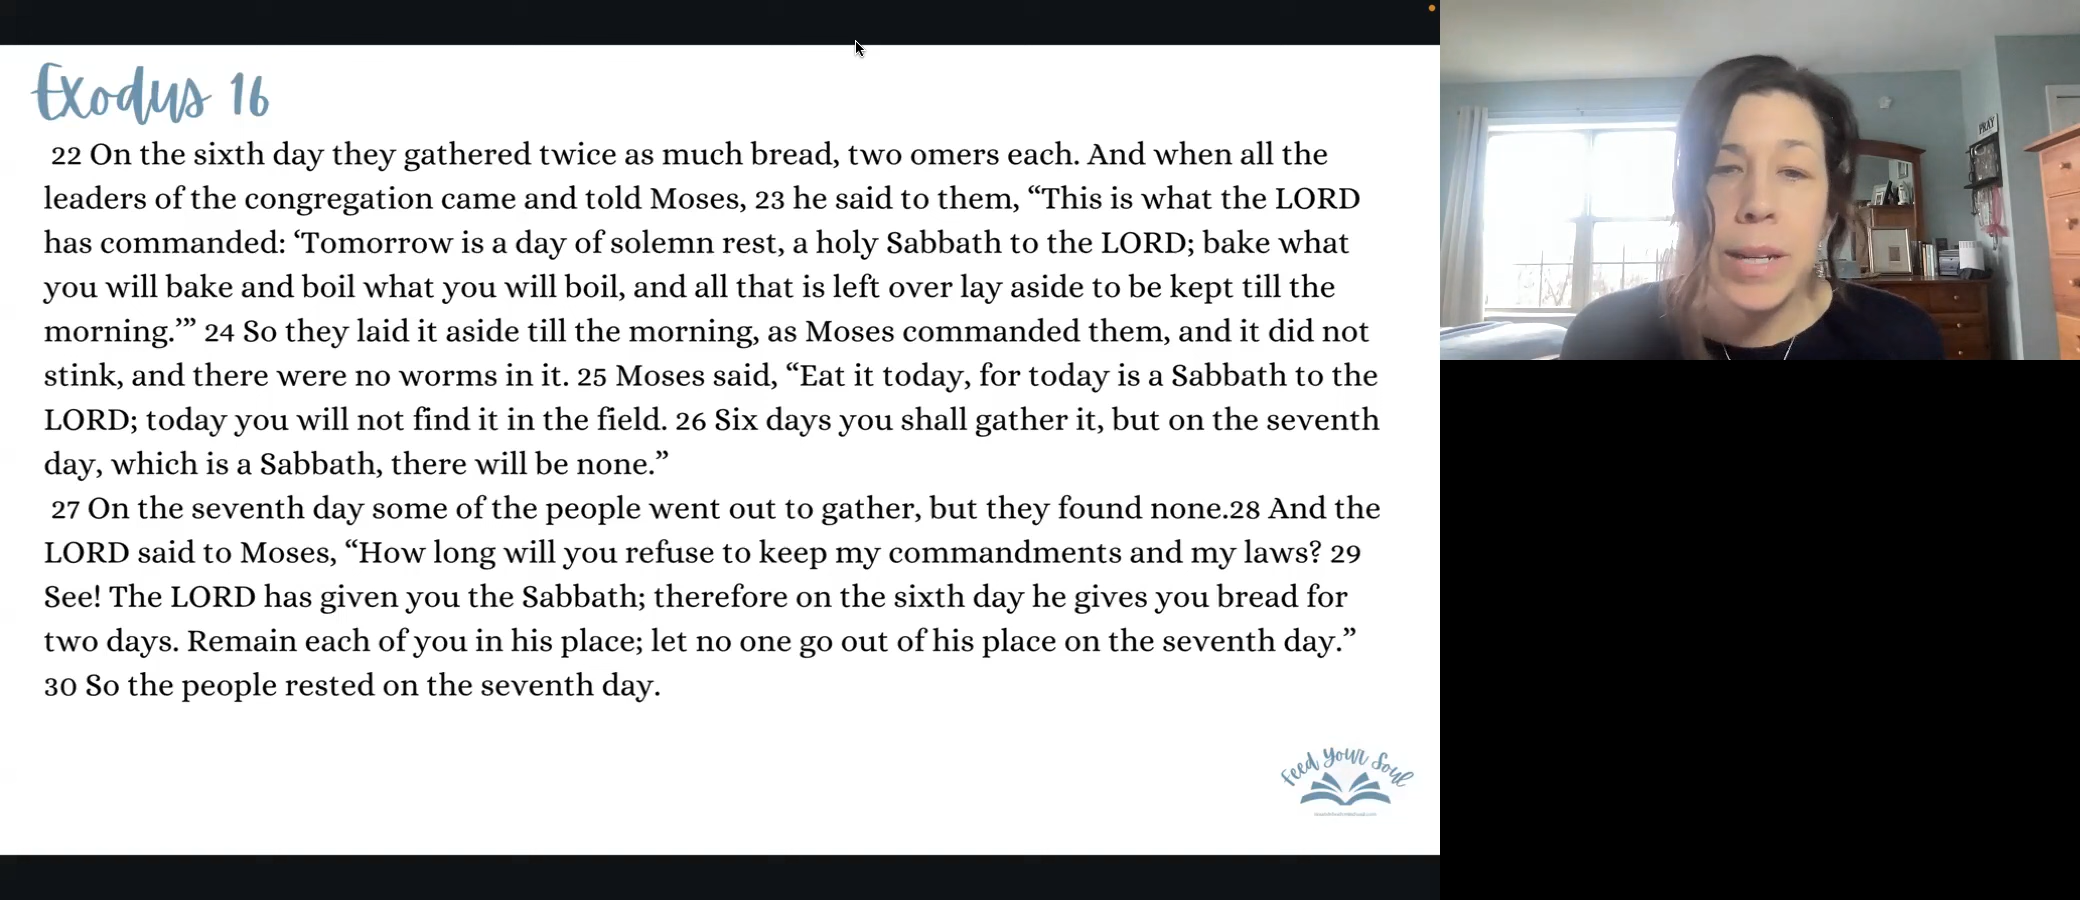 Exodus 16
22 On the sixth day they gathered twice as much bread, two omers each. And when all the
leaders of the congregation came and told Moses, 23 he said to them, “This is what the LORD
has commanded: ‘Tomorrow is a day of solemn rest, a holy Sabbath to the LORD; bake what
you will bake and boil what you will boil, and all that is left over lay aside to be kept till the
morning.’” 24 So they laid it aside till the morning, as Moses commanded them, and it did not
stink, and there were no worms in it. 25 Moses said, “Eat it today, for today is a Sabbath to the
LORD; today you will not find it in the field. 26 Six days you shall gather it, but on the seventh
day, which is a Sabbath, there will be none.”
27 On the seventh day some of the people went out to gather, but they found none.28 And the
LORD said to Moses, “How long will you refuse to keep my commandments and my laws? 29
See! The LORD has given you the Sabbath; therefore on the sixth day he gives you bread for
two days. Remain each of you in his place; let no one go out of his place on the seventh day.”
30 So the people rested on the seventh day.
Feed Your Soul
PRAY